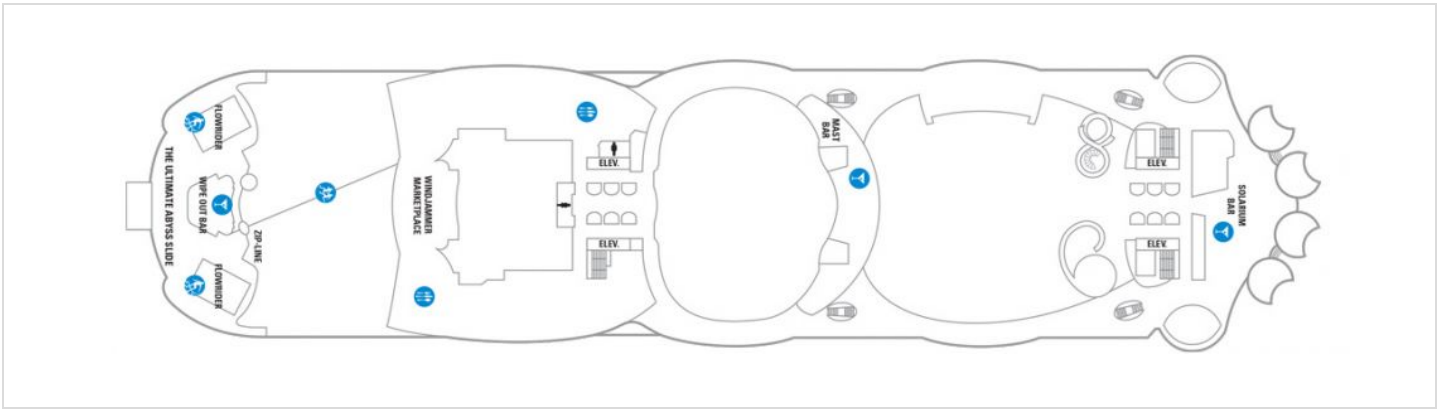 FLOWRIDER
THE ULTIMATE ABYSS SLIDE
WIPE OUT BAR
ZIP-LINE
FLOWRIDER
WINDJAMMER
MARKETPLACE
ELEV.
ELEV.
MAST
BAR
ELEV.
ELEV.
SOLARIUM
BAR